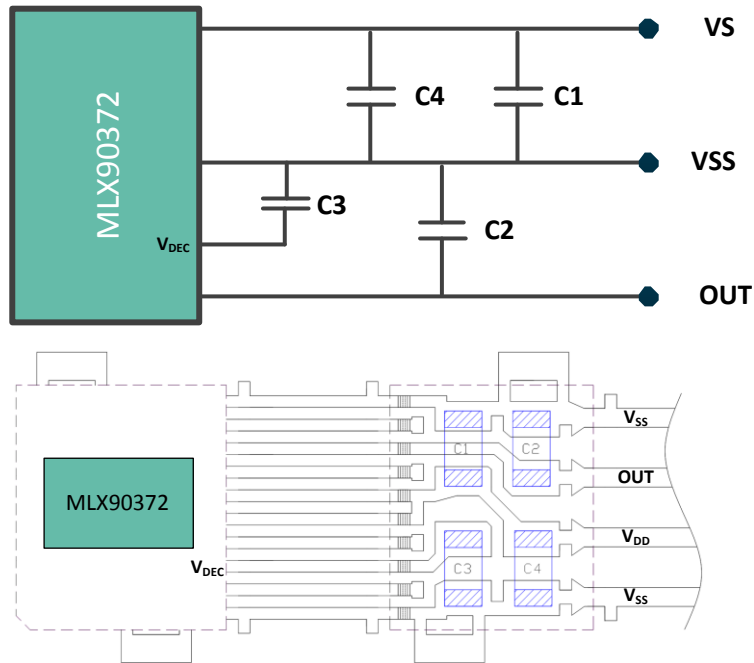 VS
C4
C1
MLX90372
VSS
C3
C2
VDEC
OUT
VSS
C1
C2
OUT
MLX90372
VDD
VDEC
C3
C4
VSS